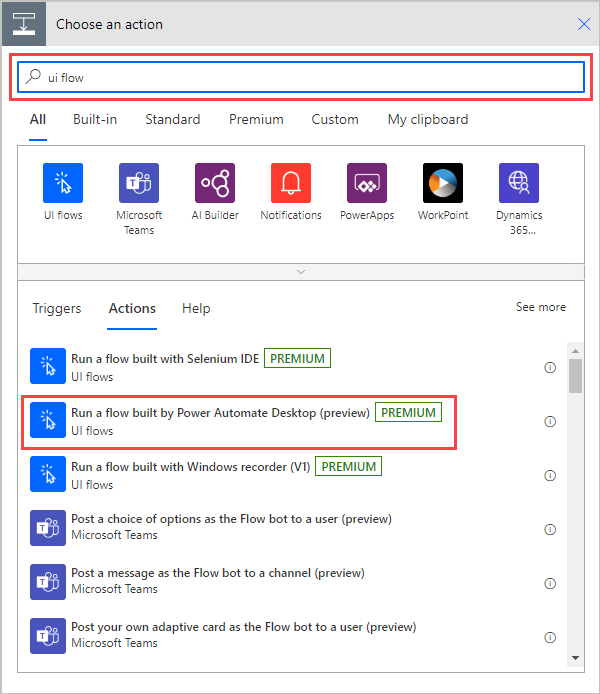 Choose an action
ui flow
All Built-in Standard Premium Custom My clipboard
UI flows Microsoft Teams AI Builder Notifications PowerApps WorkPoint Dynamics 365...
Triggers Actions Help See more
Run a flow built with Selenium IDE PREMIUM
UI flows
Run a flow built by Power Automate Desktop (preview) PREMIUM
UI flows
Run a flow built with Windows recorder (V1) PREMIUM
UI flows
Post a choice of options as the Flow bot to a user (preview)
Microsoft Teams
Post a message as the Flow bot to a channel (preview)
Microsoft Teams
Post your own adaptive card as the Flow bot to a user (preview)
Microsoft Teams